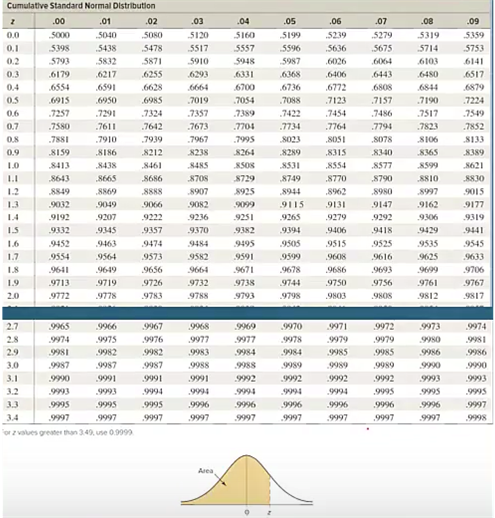 Cumulative Standard Normal Distribution
z .00 .01 .02 .03 .04 .05 .06 .07 .08 .09
0.0 .5000 .5040 .5080 .5120 .5160 .5199 .5239 .5279 .5319 .5359
0.1 .5398 .5438 .5478 .5517 .5557 .5596 .5636 .5675 .5714 .5753
0.2 .5793 .5832 .5871 .5910 .5948 .5987 .6026 .6064 .6103 .6141
0.3 .6179 .6217 .6255 .6293 .6331 .6368 .6406 .6443 .6480 .6517
0.4 .6554 .6591 .6628 .6664 .6700 .6736 .6772 .6808 .6844 .6879
0.5 .6915 .6950 .6985 .7019 .7054 .7088 .7123 .7157 .7190 .7224
0.6 .7257 .7291 .7324 .7357 .7389 .7422 .7454 .7486 .7517 .7549
0.7 .7580 .7611 .7642 .7673 .7704 .7734 .7764 .7794 .7823 .7852
0.8 .7881 .7910 .7939 .7967 .7995 .8023 .8051 .8078 .8106 .8133
0.9 .8159 .8186 .8212 .8238 .8264 .8289 .8315 .8340 .8365 .8389
1.0 .8413 .8438 .8461 .8485 .8508 .8531 .8554 .8577 .8599 .8621
1.1 .8643 .8665 .8686 .8708 .8729 .8749 .8770 .8790 .8810 .8830
1.2 .8849 .8869 .8888 .8907 .8925 .8944 .8962 .8980 .8997 .9015
1.3 .9032 .9049 .9066 .9082 .9099 .9115 .9131 .9147 .9162 .9177
1.4 .9192 .9207 .9222 .9236 .9251 .9265 .9279 .9292 .9306 .9319
1.5 .9332 .9345 .9357 .9370 .9382 .9394 .9406 .9418 .9429 .9441
1.6 .9452 .9463 .9474 .9484 .9495 .9505 .9515 .9525 .9535 .9545
1.7 .9554 .9564 .9573 .9582 .9591 .9599 .9608 .9616 .9625 .9633
1.8 .9641 .9649 .9656 .9664 .9671 .9678 .9686 .9693 .9699 .9706
1.9 .9713 .9719 .9726 .9732 .9738 .9744 .9750 .9756 .9761 .9767
2.0 .9772 .9778 .9783 .9788 .9793 .9798 .9803 .9808 .9812 .9817
2.7 .9965 .9966 .9967 .9968 .9969 .9970 .9971 .9972 .9973 .9974
2.8 .9974 .9975 .9976 .9977 .9977 .9978 .9979 .9979 .9980 .9981
2.9 .9981 .9982 .9982 .9983 .9984 .9984 .9985 .9985 .9986 .9986
3.0 .9987 .9987 .9987 .9988 .9988 .9989 .9989 .9989 .9990 .9990
3.1 .9990 .9991 .9991 .9991 .9992 .9992 .9992 .9992 .9993 .9993
3.2 .9993 .9993 .9994 .9994 .9994 .9994 .9994 .9995 .9995 .9995
3.3 .9995 .9995 .9995 .9996 .9996 .9996 .9996 .9996 .9996 .9997
3.4 .9997 .9997 .9997 .9997 .9997 .9997 .9997 .9997 .9997 .9998
or z values greater than 3.49, use 0.9999.
Area
0 z